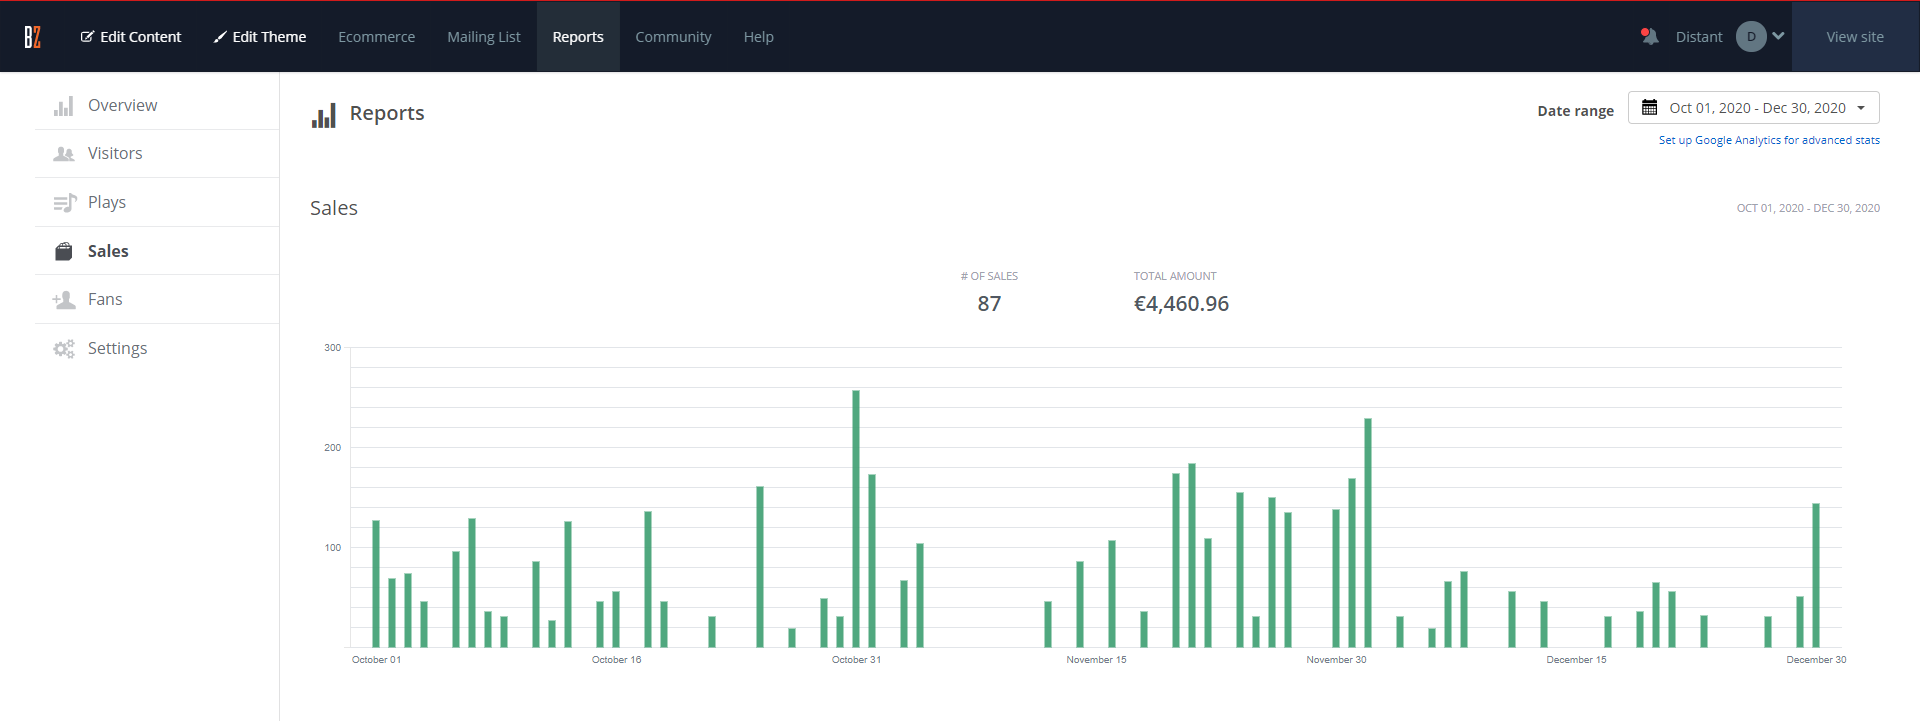 BZ Edit Content Edit Theme Ecommerce Mailing List Reports Community Help Distant D View site
Overview
Visitors
Plays
Sales
Fans
Settings
Reports
Date range Oct 01, 2020 - Dec 30, 2020
Set up Google Analytics for advanced stats
Sales OCT 01, 2020 - DEC 30, 2020
# OF SALES TOTAL AMOUNT
87 €4,460.96
300
200
100
October 01 October 16 October 31 November 15 November 30 December 15 December 30